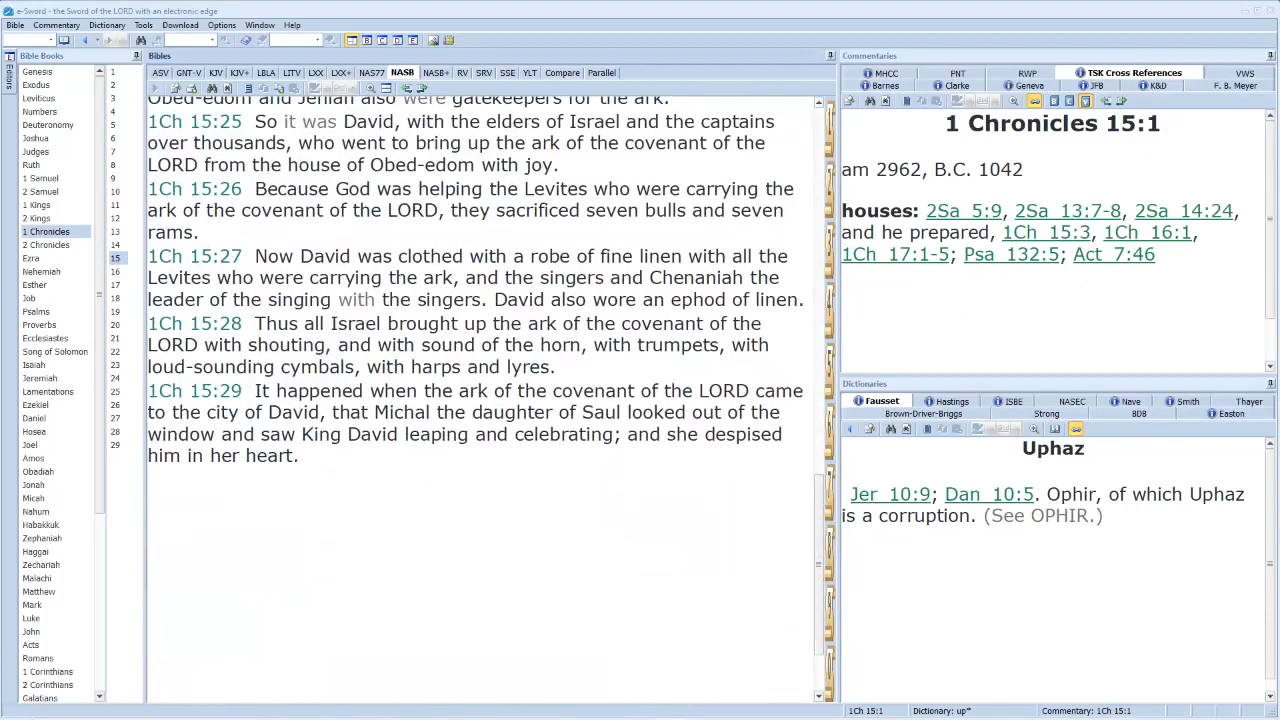 e-Sword - the Sword of the LORD with an electronic edge
Bible Commentary Dictionary Tools Download Options Window Help
Editors
Bible Books
Genesis
Exodus
Leviticus
Numbers
Deuteronomy
Joshua
Judges
Ruth
1 Samuel
2 Samuel
1 Kings
2 Kings
1 Chronicles
2 Chronicles
Ezra
Nehemiah
Esther
Job
Psalms
Proverbs
Ecclesiastes
Song of Solomon
Isaiah
Jeremiah
Lamentations
Ezekiel
Daniel
Hosea
Joel
Amos
Obadiah
Jonah
Micah
Nahum
Habakkuk
Zephaniah
Haggai
Zechariah
Malachi
Matthew
Mark
Luke
John
Acts
Romans
1 Corinthians
2 Corinthians
Galatians
1
2
3
4
5
6
7
8
9
10
11
12
13
14
15
16
17
18
19
20
21
22
23
24
25
26
27
28
29
Bibles
ASV GNT-V KJV KJV+ LBLA LITV LXX LXX+ NAS77 NASB NASB+ RV SRV SSE YLT Compare Parallel
Obed-edom and Jehiah also were gatekeepers for the ark.
1Ch 15:25 So it was David, with the elders of Israel and the captains
over thousands, who went to bring up the ark of the covenant of the
LORD from the house of Obed-edom with joy.
1Ch 15:26 Because God was helping the Levites who were carrying the
ark of the covenant of the LORD, they sacrificed seven bulls and seven
rams.
1Ch 15:27 Now David was clothed with a robe of fine linen with all the
Levites who were carrying the ark, and the singers and Chenaniah the
leader of the singing with the singers. David also wore an ephod of linen.
1Ch 15:28 Thus all Israel brought up the ark of the covenant of the
LORD with shouting, and with sound of the horn, with trumpets, with
loud-sounding cymbals, with harps and lyres.
1Ch 15:29 It happened when the ark of the covenant of the LORD came
to the city of David, that Michal the daughter of Saul looked out of the
window and saw King David leaping and celebrating; and she despised
him in her heart.
Commentaries
MHCC PNT RWP TSK Cross References VWS
Barnes Clarke Geneva JFB K&D F. B. Meyer
1 Chronicles 15:1
am 2962, B.C. 1042
houses: 2Sa_5:9, 2Sa_13:7-8, 2Sa_14:24,
and he prepared, 1Ch_15:3, 1Ch_16:1,
1Ch_17:1-5; Psa_132:5; Act_7:46
Dictionaries
Fausset Hastings ISBE NASEC Nave Smith Thayer
Brown-Driver-Briggs Strong BDB Easton
Uphaz
Jer_10:9; Dan_10:5. Ophir, of which Uphaz
is a corruption. (See OPHIR.)
1Ch 15:1 Dictionary: up* Commentary: 1Ch 15:1